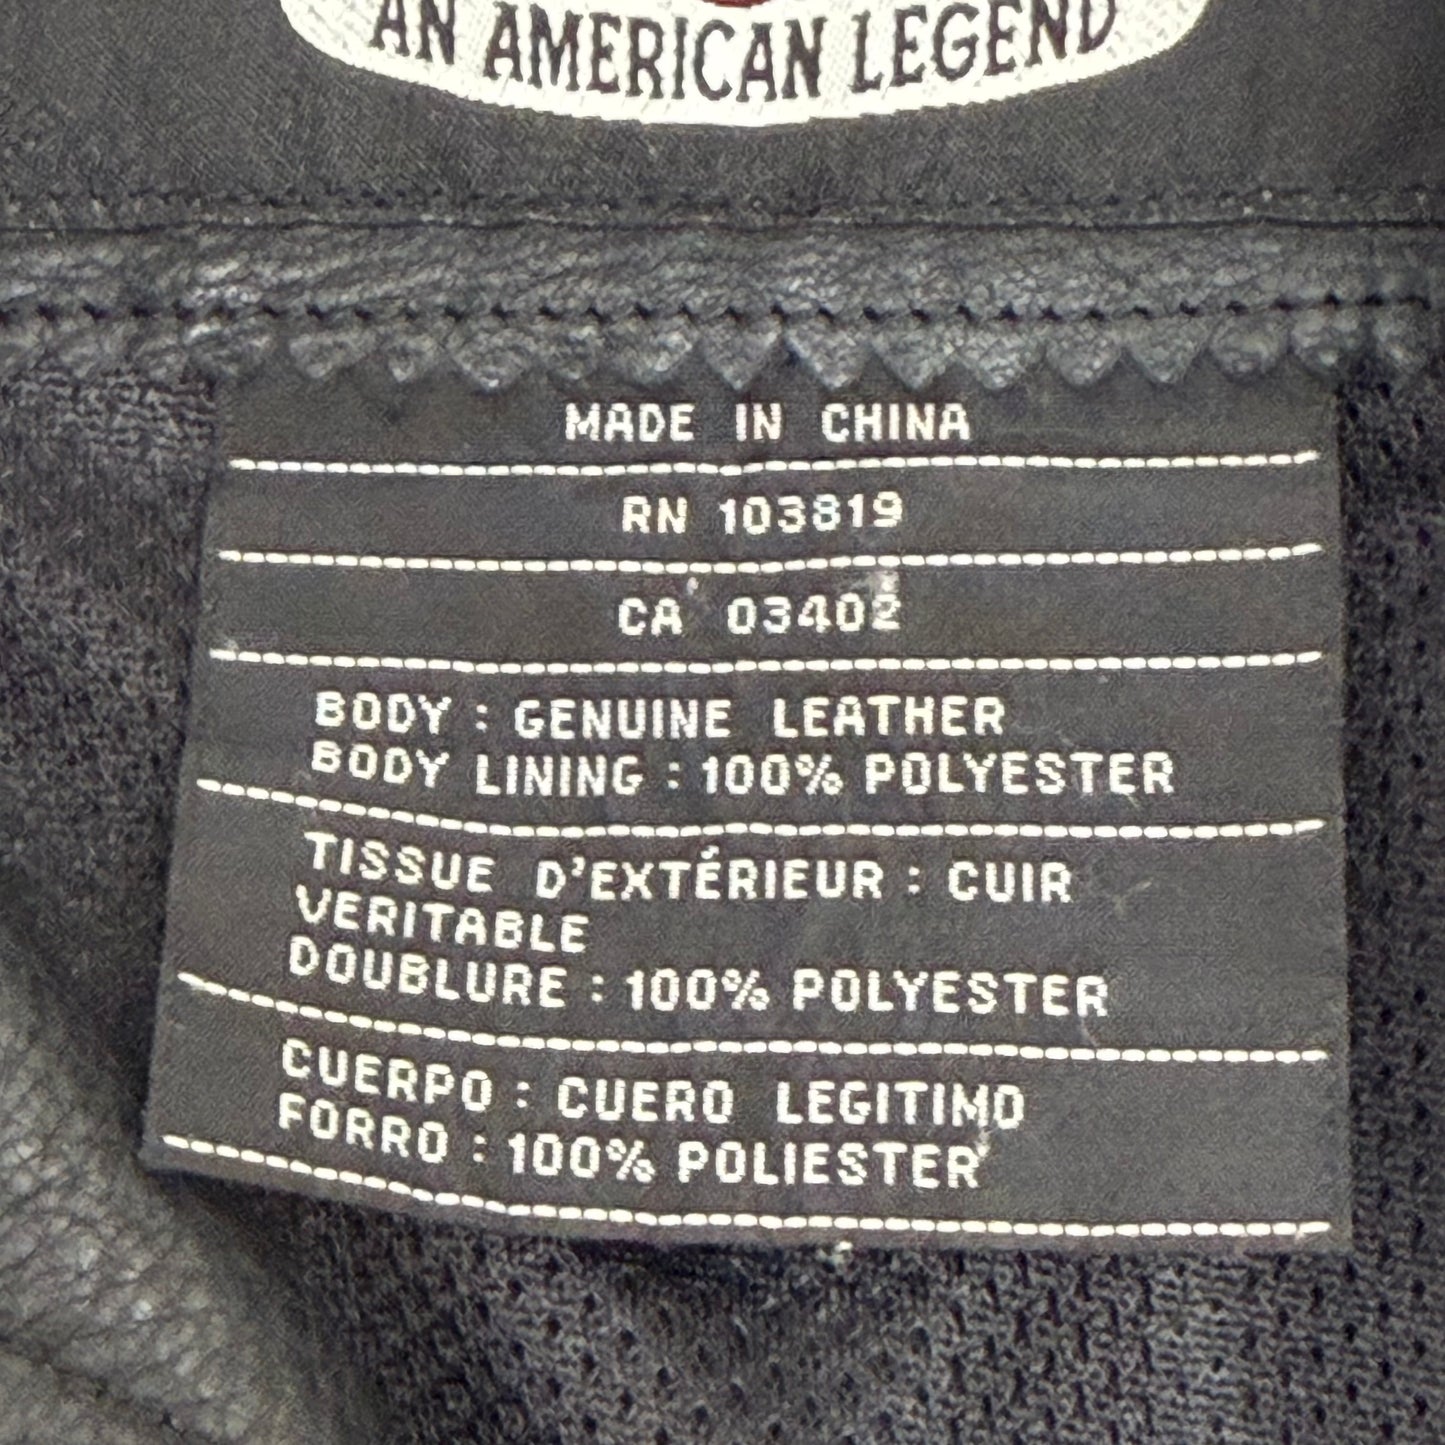 AN AMERICAN LEGEND
MADE IN CHINA
RN 103819
CA 03402
BODY : GENUINE LEATHER
BODY LINING : 100% POLYESTER
TISSUE D'EXTÉRIEUR : CUIR
VERITABLE
DOUBLURE : 100% POLYESTER
CUERPO : CUERO LEGITIMO
FORRO : 100% POLIESTER